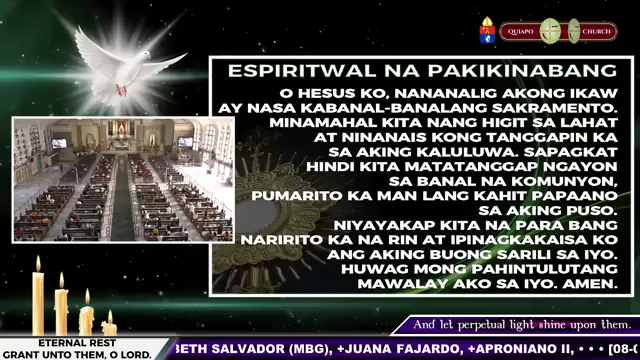 QUIAPO CHURCH
ESPIRITWAL NA PAKIKINABANG
O HESUS KO, NANANALIG AKONG IKAW
AY NASA KABANAL-BANALANG SAKRAMENTO.
MINAMAHAL KITA NANG HIGIT SA LAHAT
AT NINANAIS KONG TANGGAPIN KA
SA AKING KALULUWA. SAPAGKAT
HINDI KITA MATATANGGAP NGAYON
SA BANAL NA KOMUNYON,
PUMARITO KA MAN LANG KAHIT PAPAANO
SA AKING PUSO.
NIYAYAKAP KITA NA PARA BANG
NARIRITO KA NA RIN AT IPINAGKAKAISA KO
ANG AKING BUONG SARILI SA IYO.
HUWAG MONG PAHINTULUTANG
MAWALAY AKO SA IYO. AMEN.
And let perpetual light shine upon them.
ETERNAL REST
GRANT UNTO THEM, O LORD.
BETH SALVADOR (MBG), +JUANA FAJARDO, +APRONIANO II, • • • [08-0